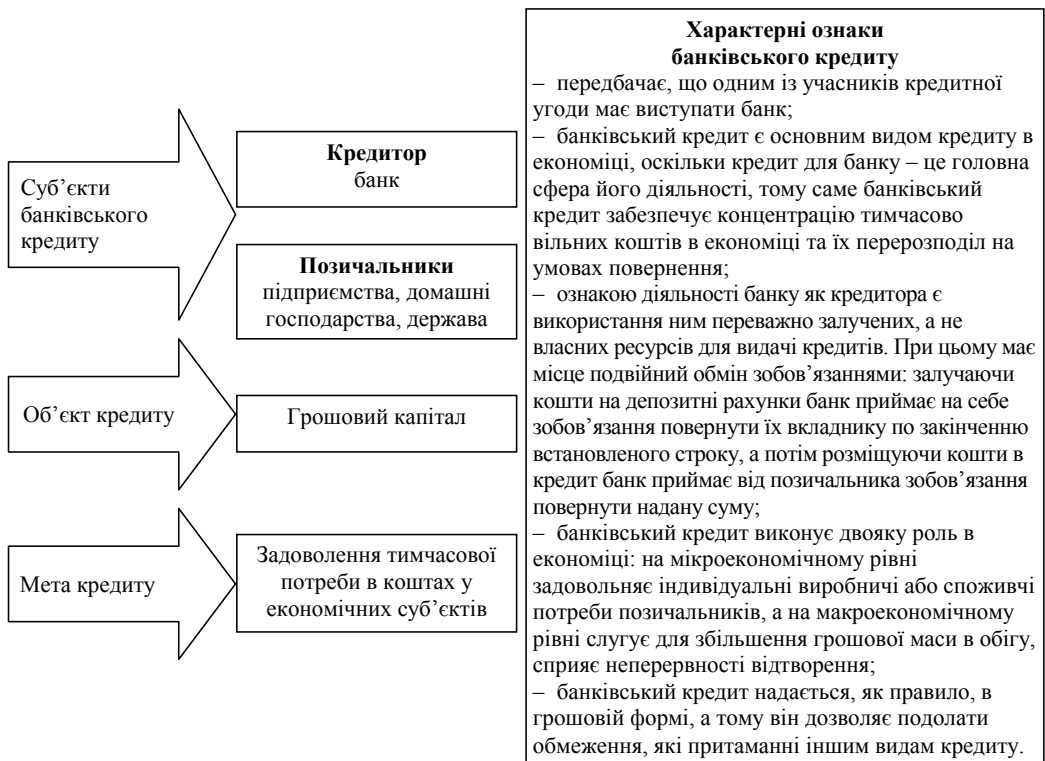 Суб’єкти
банківського
кредиту
Кредитор
банк
Позичальники
підприємства, домашні
господарства, держава
Об’єкт кредиту
Грошовий капітал
Мета кредиту
Задоволення тимчасової
потреби в коштах у
економічних суб’єктів
Характерні ознаки
банківського кредиту
– передбачає, що одним із учасників кредитної
угоди має виступати банк;
– банківський кредит є основним видом кредиту в
економіці, оскільки кредит для банку – це головна
сфера його діяльності, тому саме банківський
кредит забезпечує концентрацію тимчасово
вільних коштів в економіці та їх перерозподіл на
умовах повернення;
– ознакою діяльності банку як кредитора є
використання ним переважно залучених, а не
власних ресурсів для видачі кредитів. При цьому має
місце подвійний обмін зобов’язаннями: залучаючи
кошти на депозитні рахунки банк приймає на себе
зобов’язання повернути їх вкладнику по закінченню
встановленого строку, а потім розміщуючи кошти в
кредит банк приймає від позичальника зобов’язання
повернути надану суму;
– банківський кредит виконує двояку роль в
економіці: на мікроекономічному рівні
задовольняє індивідуальні виробничі або споживчі
потреби позичальників, а на макроекономічному
рівні слугує для збільшення грошової маси в обігу,
сприяє неперервності відтворення;
– банківський кредит надається, як правило, в
грошовій формі, а тому він дозволяє подолати
обмеження, які притаманні іншим видам кредиту.